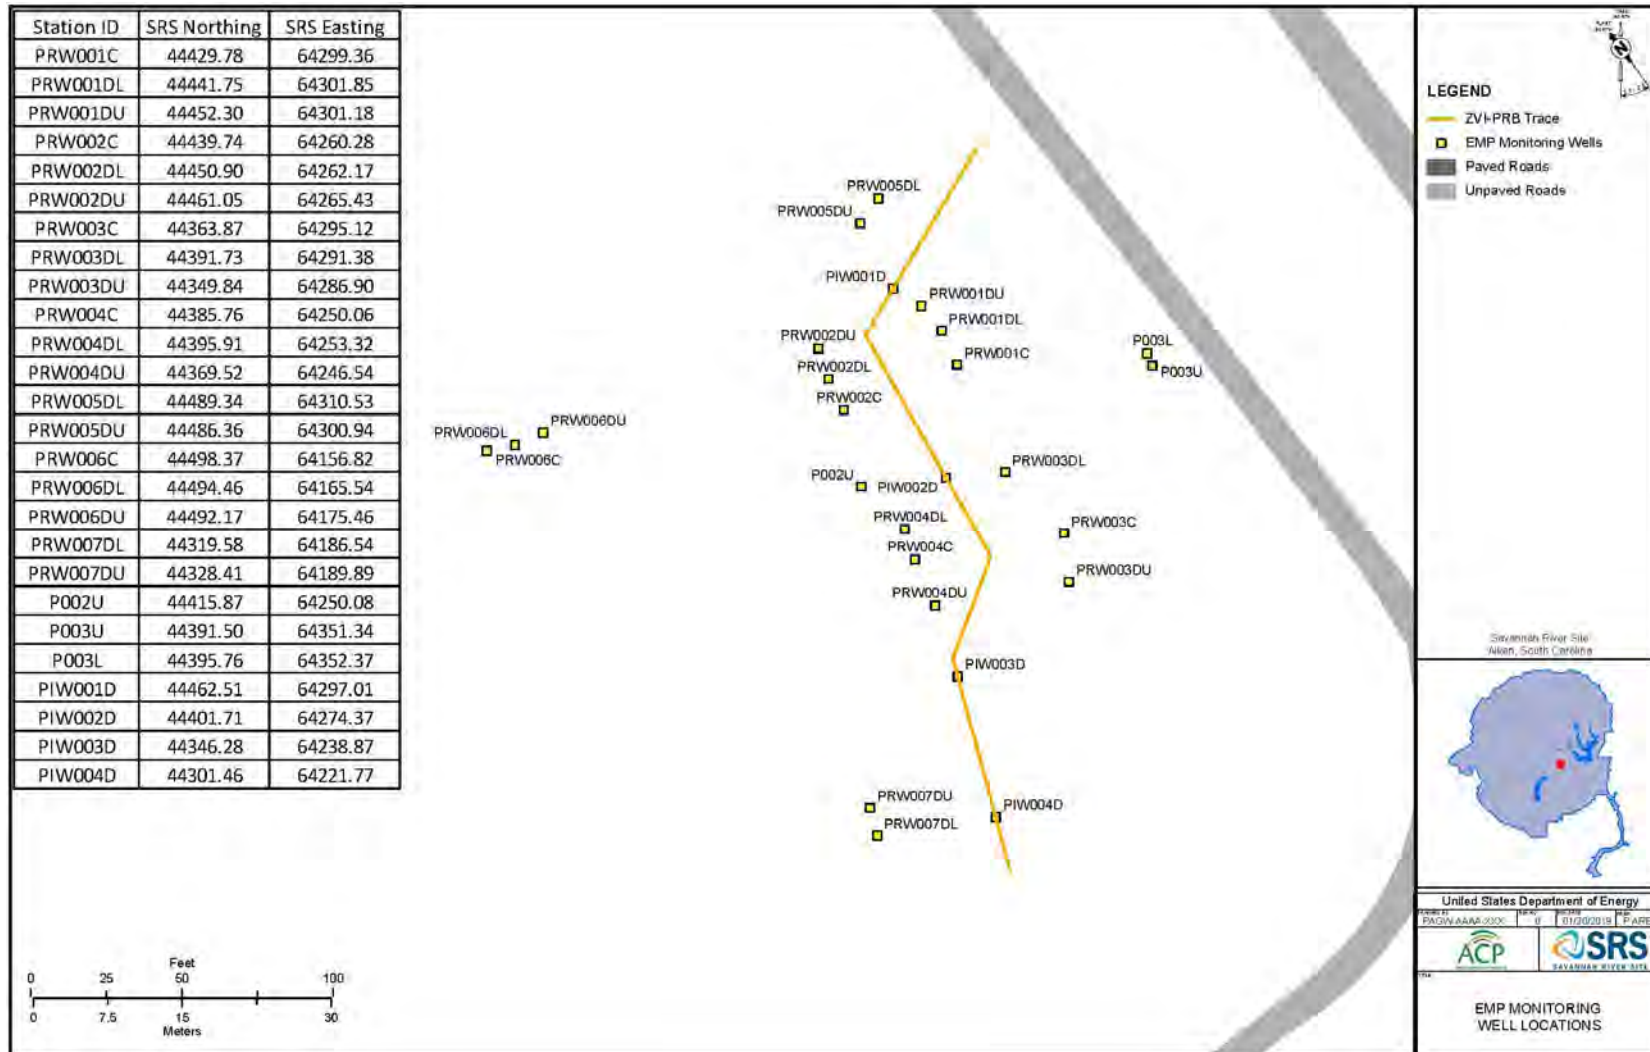 Station ID SRS Northing SRS Easting
PRW001C 44429.78 64299.36
PRW001DL 44441.75 64301.85
PRW001DU 44452.30 64301.18
PRW002C 44439.74 64260.28
PRW002DL 44450.90 64262.17
PRW002DU 44461.05 64265.43
PRW003C 44363.87 64295.12
PRW003DL 44391.73 64291.38
PRW003DU 44349.84 64286.90
PRW004C 44385.76 64250.06
PRW004DL 44395.91 64253.32
PRW004DU 44369.52 64246.54
PRW005DL 44489.34 64310.53
PRW005DU 44486.36 64300.94
PRW006C 44498.37 64156.82
PRW006DL 44494.46 64165.54
PRW006DU 44492.17 64175.46
PRW007DL 44319.58 64186.54
PRW007DU 44328.41 64189.89
P002U 44415.87 64250.08
P003U 44391.50 64351.34
P003L 44395.76 64352.37
PIW001D 44462.51 64297.01
PIW002D 44401.71 64274.37
PIW003D 44346.28 64238.87
PIW004D 44301.46 64221.77
PRW005DL
PRW005DU
PIW001D
PRW001DU
PRW001DL
PRW002DU
PRW001C
P003L
P003U
PRW002DL
PRW002C
PRW006DU
PRW006DL
PRW006C
PRW003DL
P002U
PIW002D
PRW004DL
PRW003C
PRW004C
PRW003DU
PRW004DU
PIW003D
PRW007DU
PIW004D
PRW007DL
Feet
0 25 50 100
0 7.5 15 30
Meters
N
LEGEND
ZVI-PRB Trace
EMP Monitoring Wells
Paved Roads
Unpaved Roads
Savannah River Site
Aiken, South Carolina
United States Department of Energy
0 01/20/2019
ACP
SRS
SAVANNAH RIVER SITE
EMP MONITORING
WELL LOCATIONS